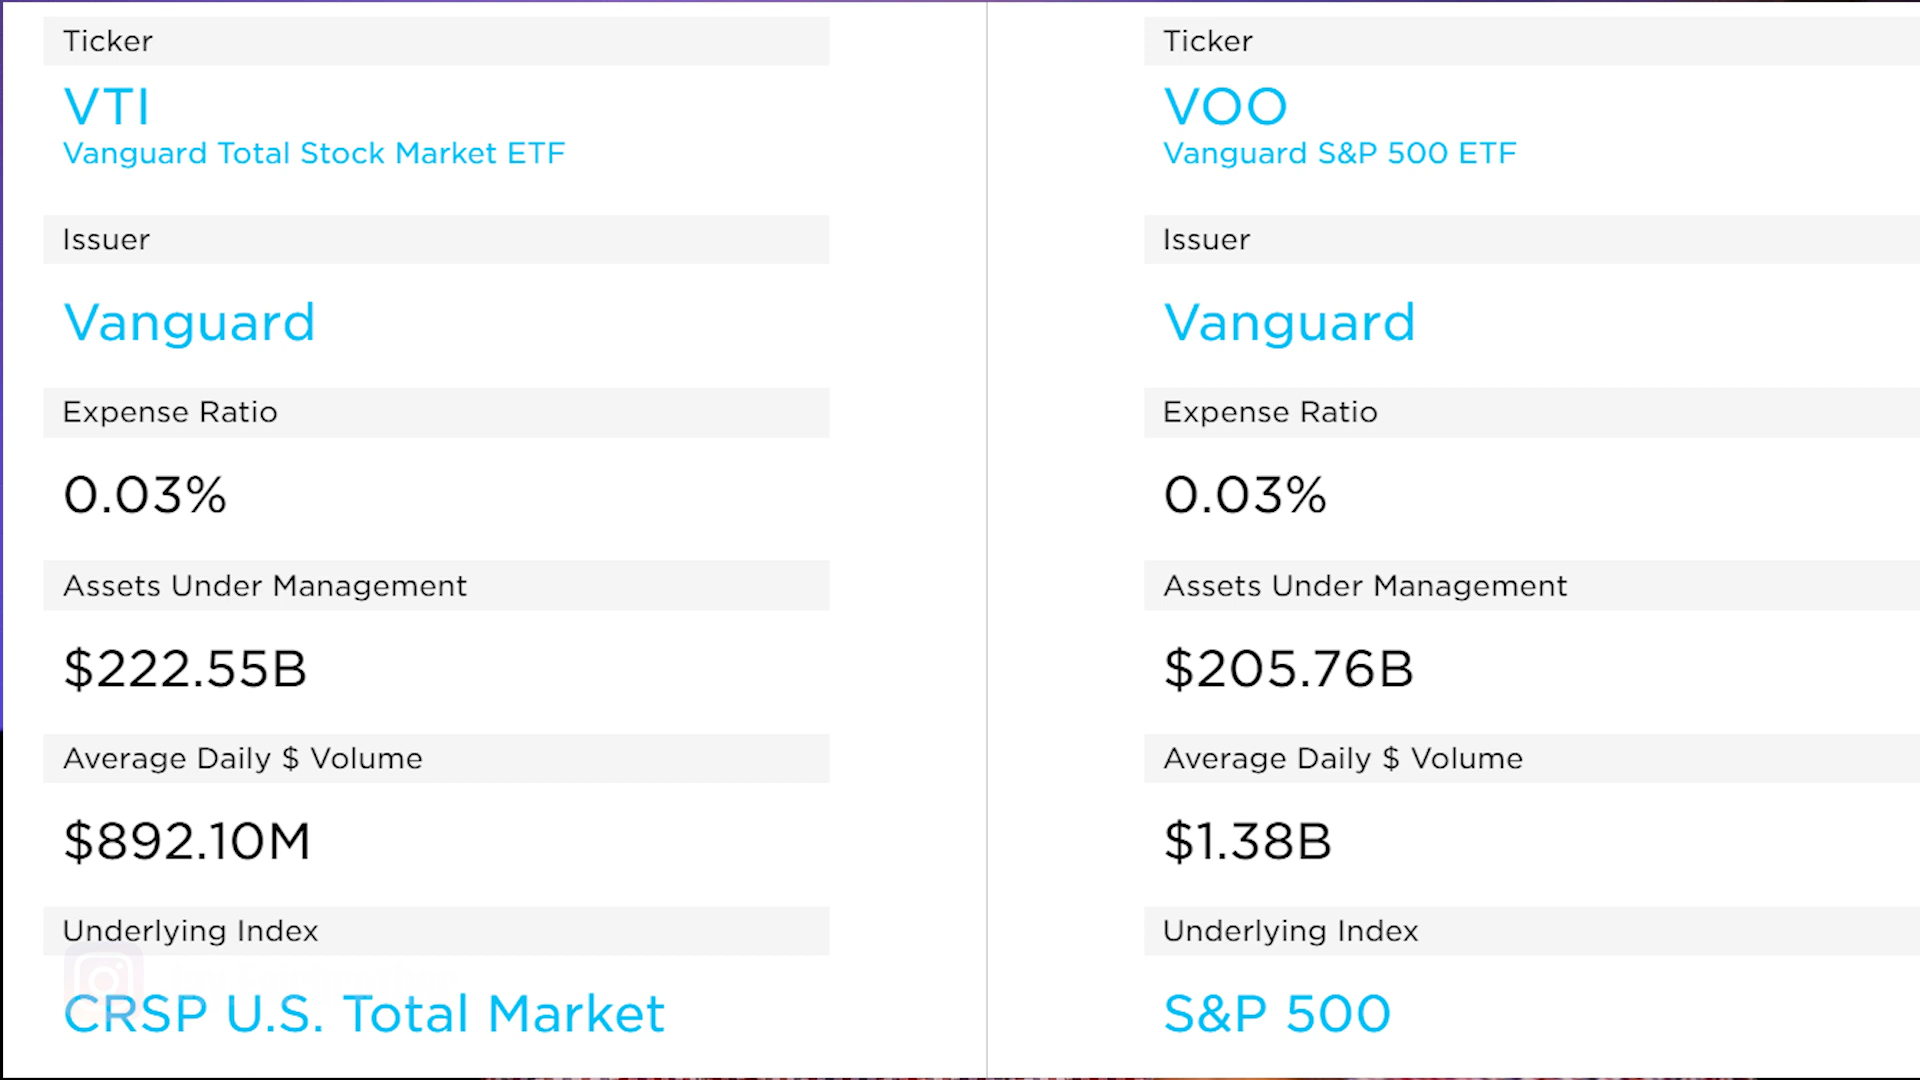 Ticker
VTI
Vanguard Total Stock Market ETF
Issuer
Vanguard
Expense Ratio
0.03%
Assets Under Management
$222.55B
Average Daily $ Volume
$892.10M
Underlying Index
CRSP U.S. Total Market
Ticker
VOO
Vanguard S&P 500 ETF
Issuer
Vanguard
Expense Ratio
0.03%
Assets Under Management
$205.76B
Average Daily $ Volume
$1.38B
Underlying Index
S&P 500